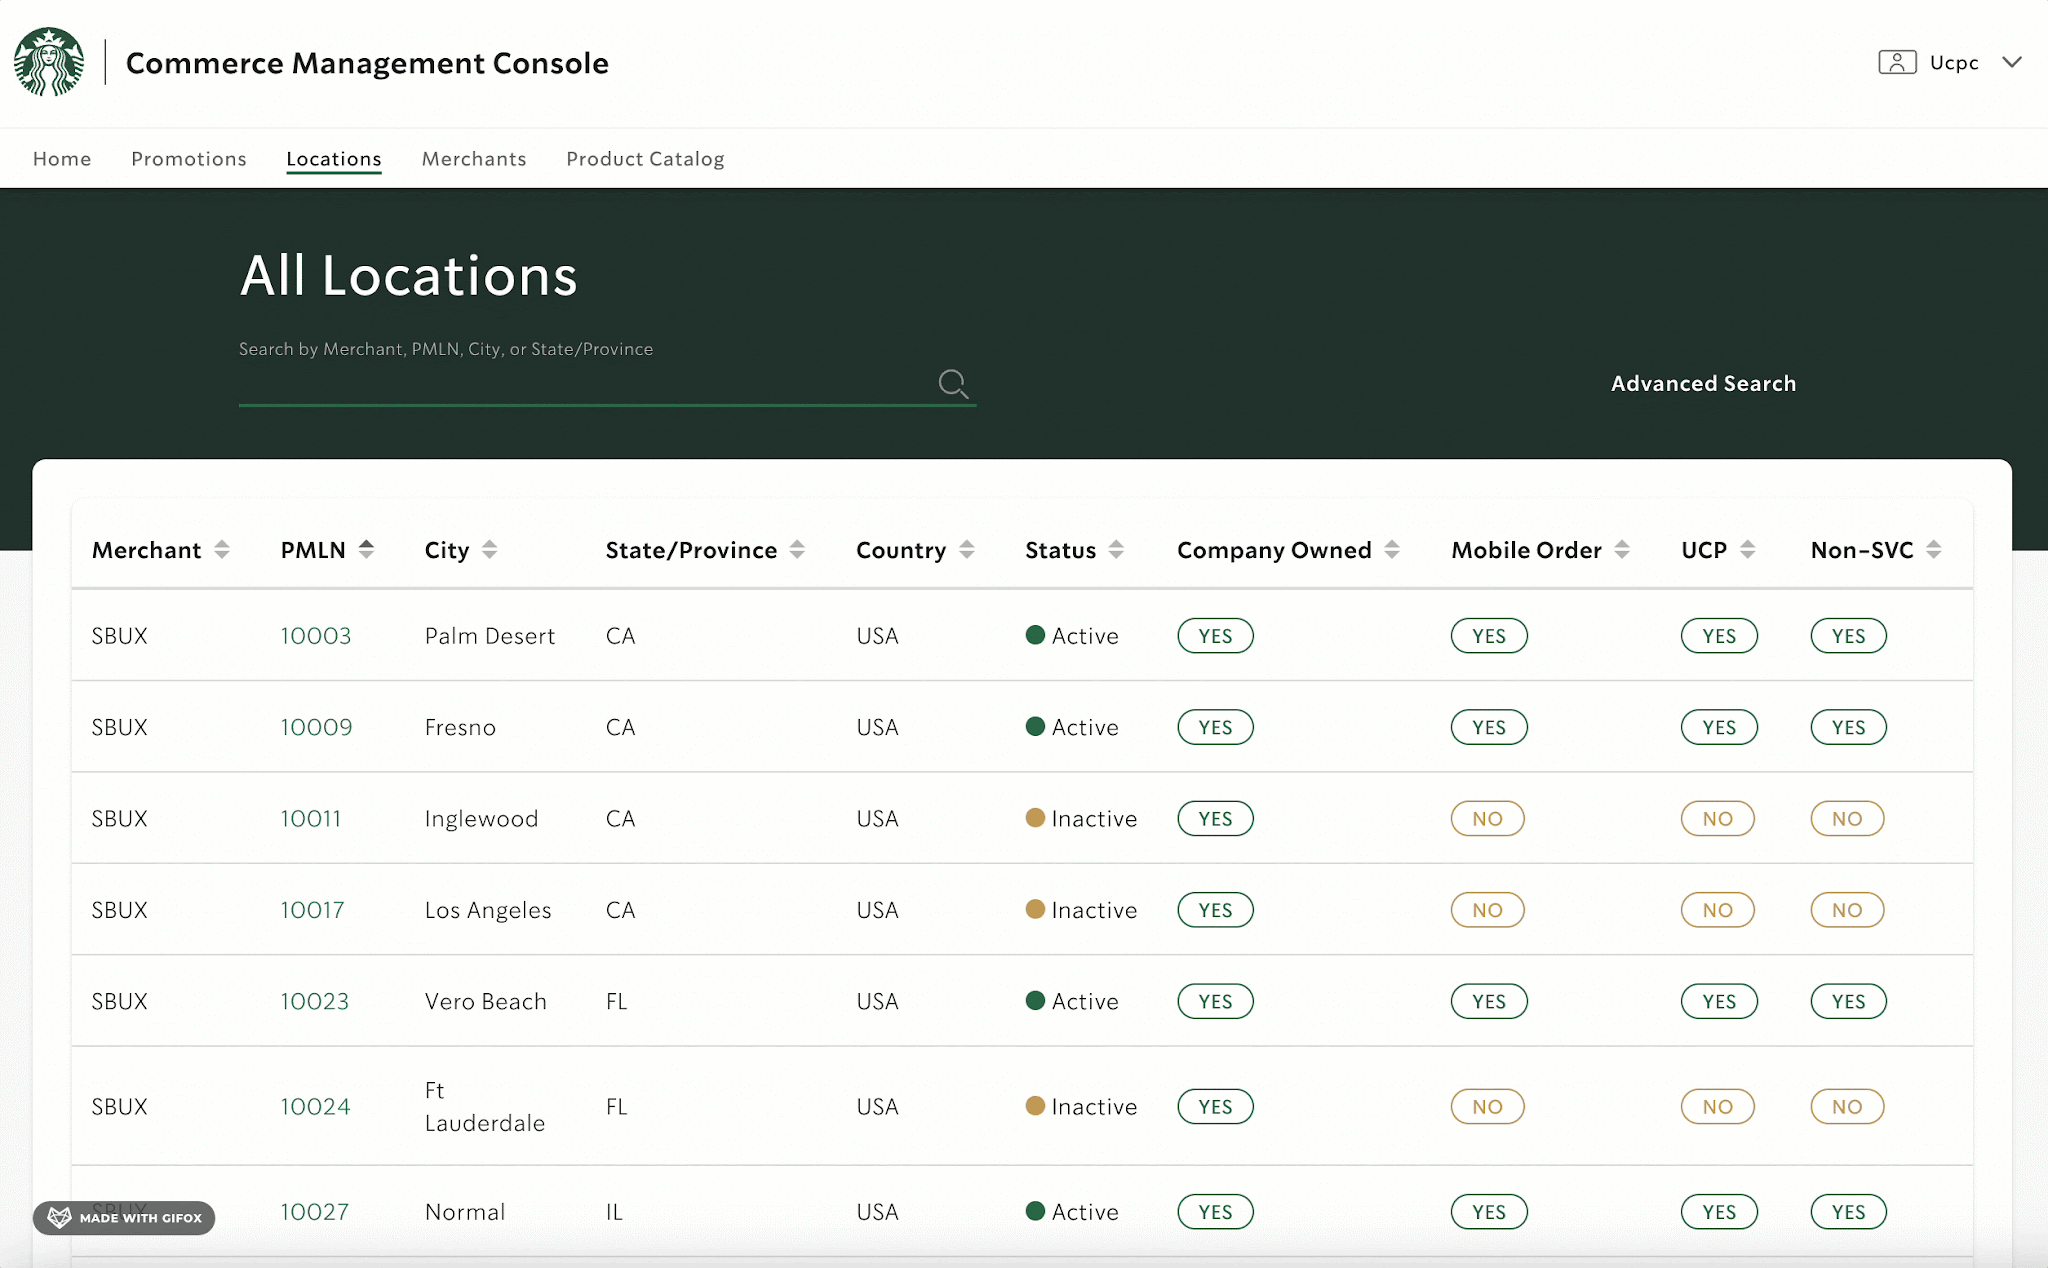 Commerce Management Console
Ucpc
Home Promotions Locations Merchants Product Catalog
All Locations
Search by Merchant, PMLN, City, or State/Province
Advanced Search
Merchant PMLN City State/Province Country Status Company Owned Mobile Order UCP Non-SVC
SBUX 10003 Palm Desert CA USA Active YES YES YES YES
SBUX 10009 Fresno CA USA Active YES YES YES YES
SBUX 10011 Inglewood CA USA Inactive YES NO NO NO
SBUX 10017 Los Angeles CA USA Inactive YES NO NO NO
SBUX 10023 Vero Beach FL USA Active YES YES YES YES
SBUX 10024 Ft Lauderdale FL USA Inactive YES NO NO NO
SBUX 10027 Normal IL USA Active YES YES YES YES
MADE WITH GIFOX